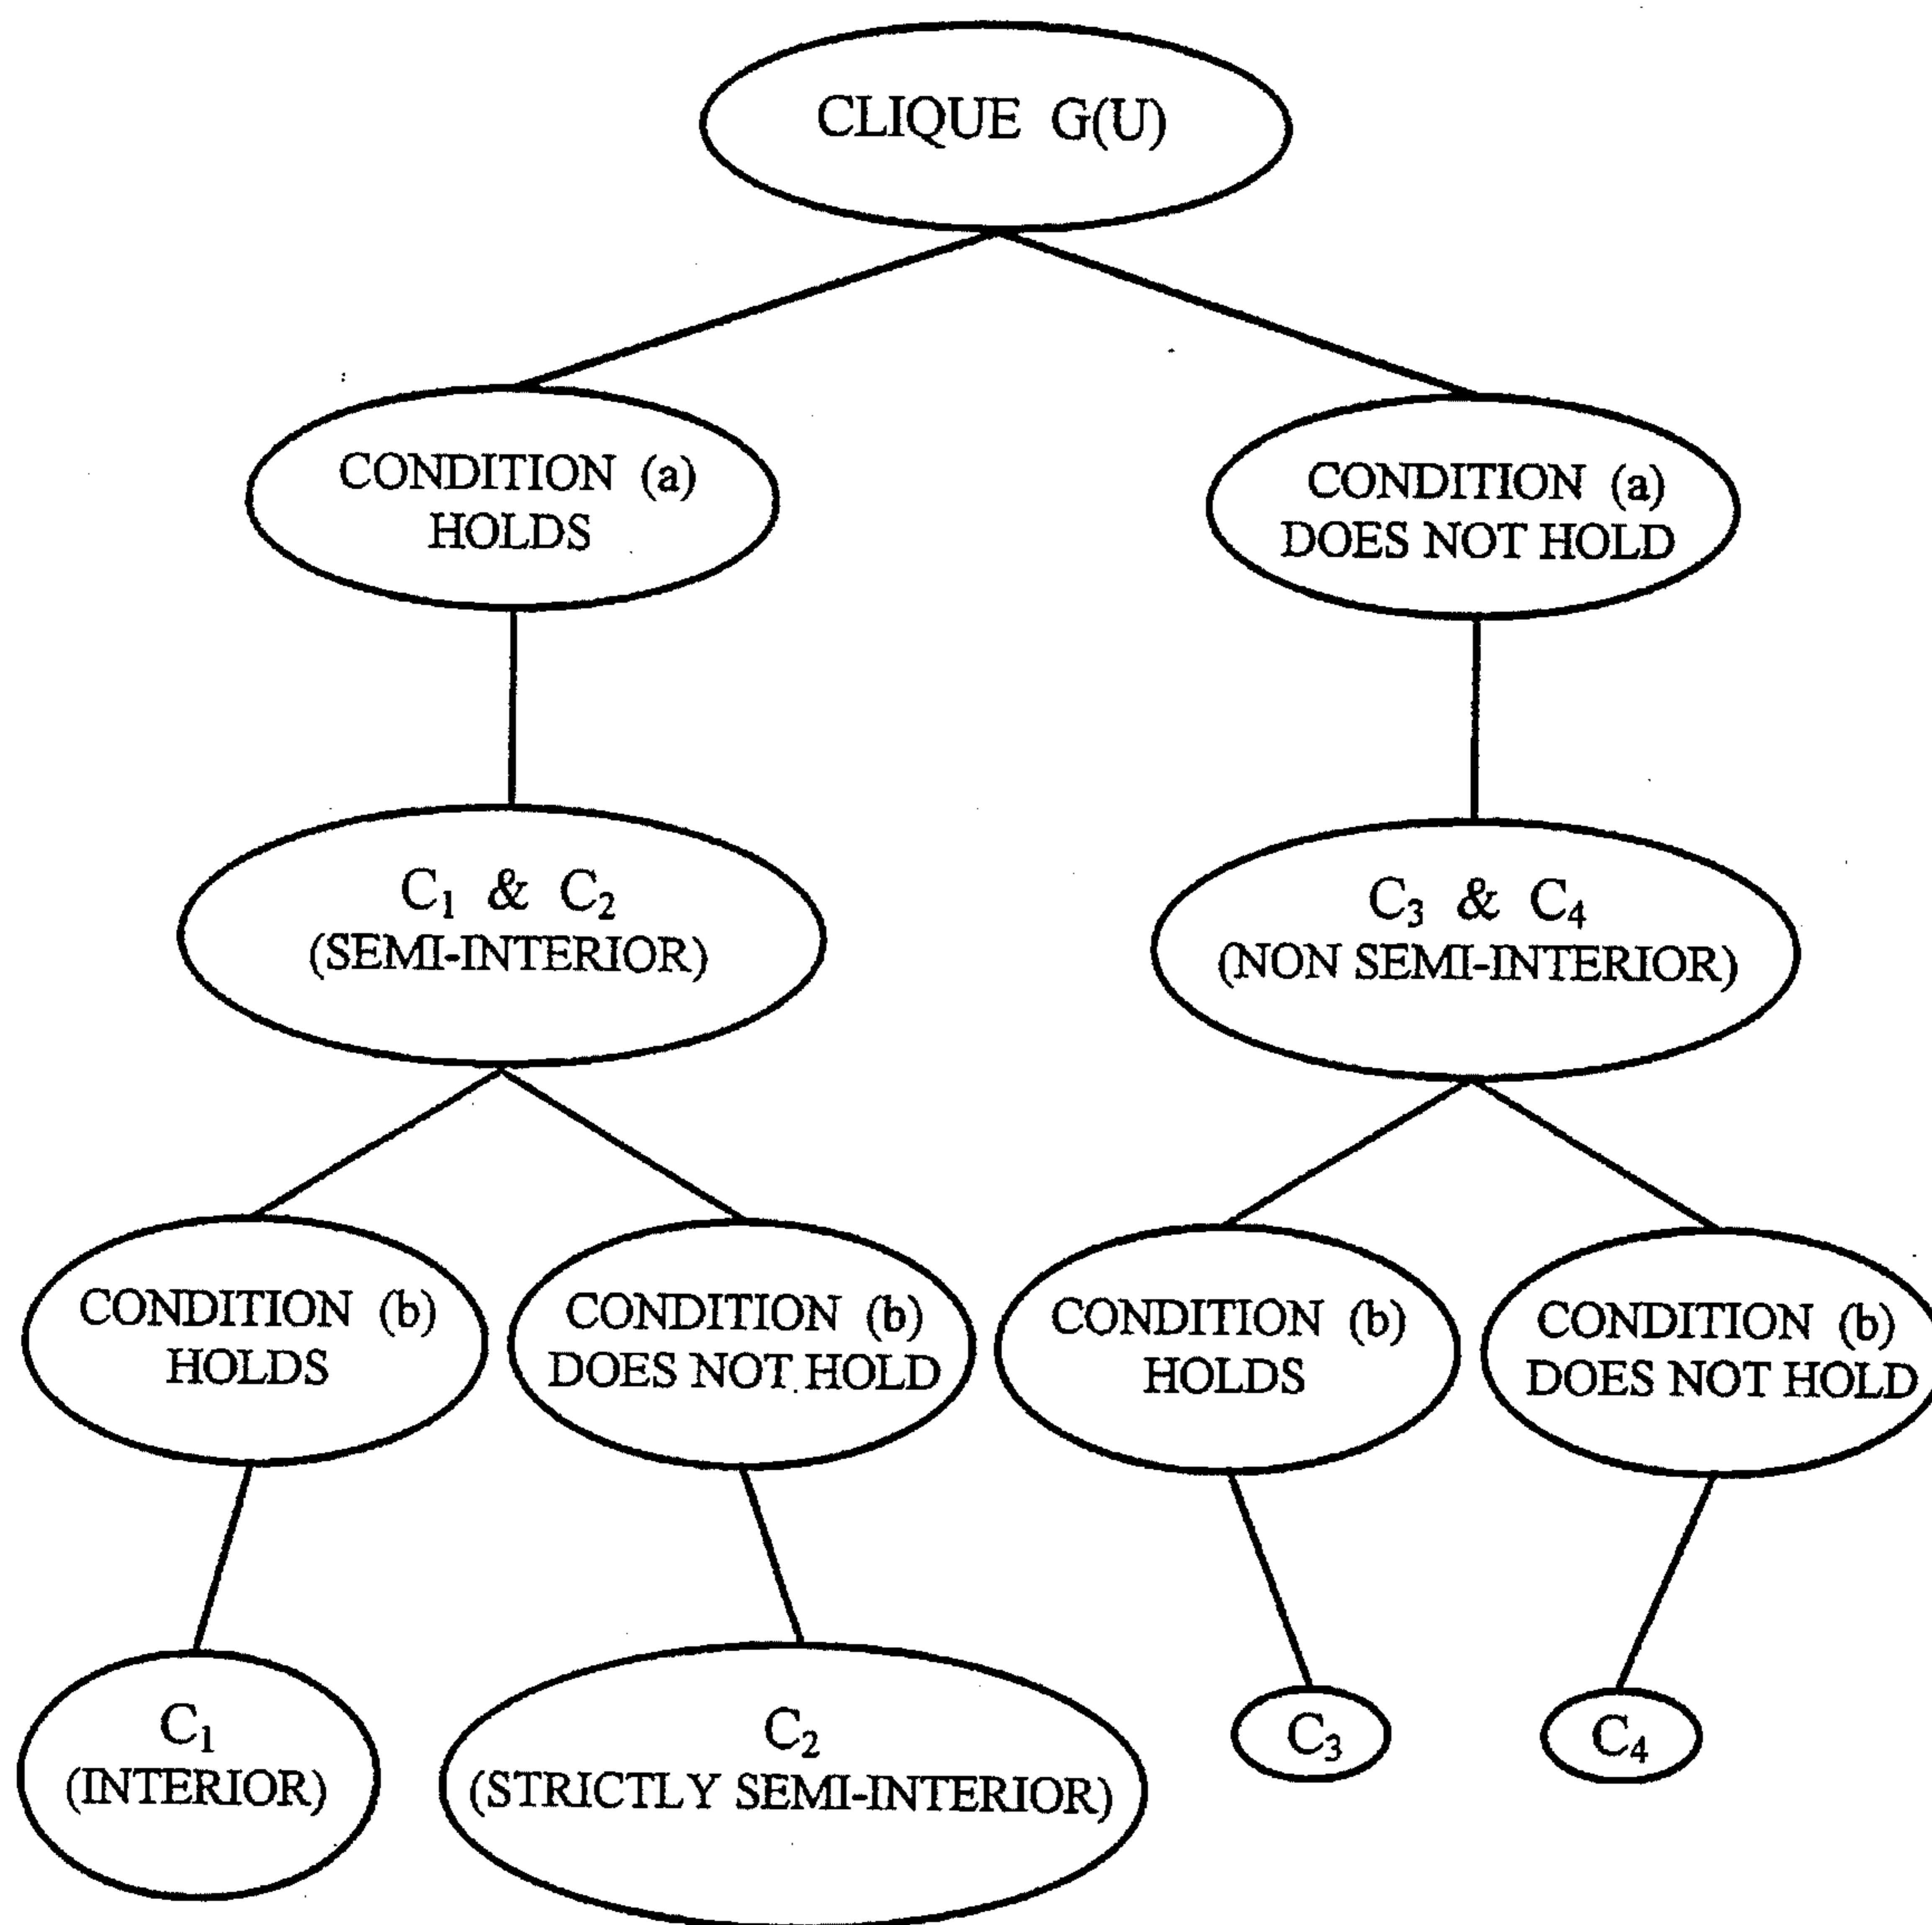 CLIQUE G(U)
CONDITION (a)
HOLDS
CONDITION (a)
DOES NOT HOLD
C₁ & C₂
(SEMI-INTERIOR)
C₃ & C₄
(NON SEMI-INTERIOR)
CONDITION (b)
HOLDS
CONDITION (b)
DOES NOT HOLD
CONDITION (b)
HOLDS
CONDITION (b)
DOES NOT HOLD
C₁
(INTERIOR)
C₂
(STRICTLY SEMI-INTERIOR)
C₃
C₄